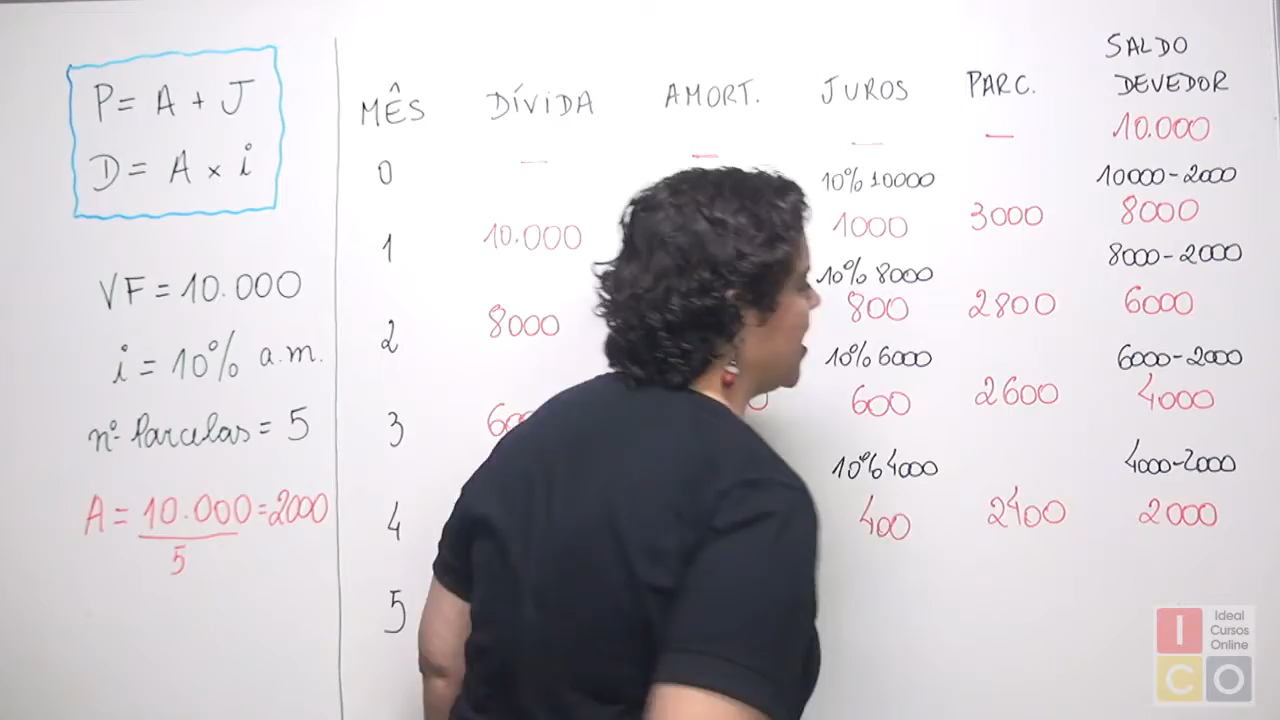 P = A + J
D = A × i
VF = 10.000
i = 10% a.m.
nº Parcelas = 5
A = 10.000 = 2000
5
MÊS DÍVIDA AMORT. JUROS PARC. SALDO DEVEDOR
0 — — — — 10.000
10% 10000 10000-2000
1 10.000 1000 3000 8000
10% 8000 8000-2000
2 8000 800 2800 6000
10% 6000 6000-2000
3 600 2600 4000
10% 4000 4000-2000
4 400 2400 2000
5
I Ideal
Cursos
Online
CO